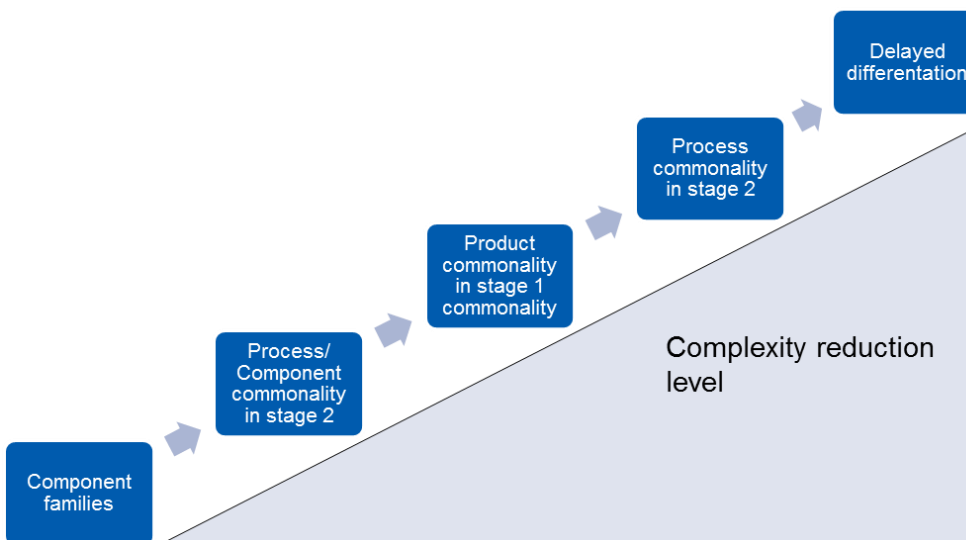 Delayed
differentation
Process
commonality
in stage 2
Product
commonality
in stage 1
commonality
Process/
Component
commonality
in stage 2
Component
families
Complexity reduction
level